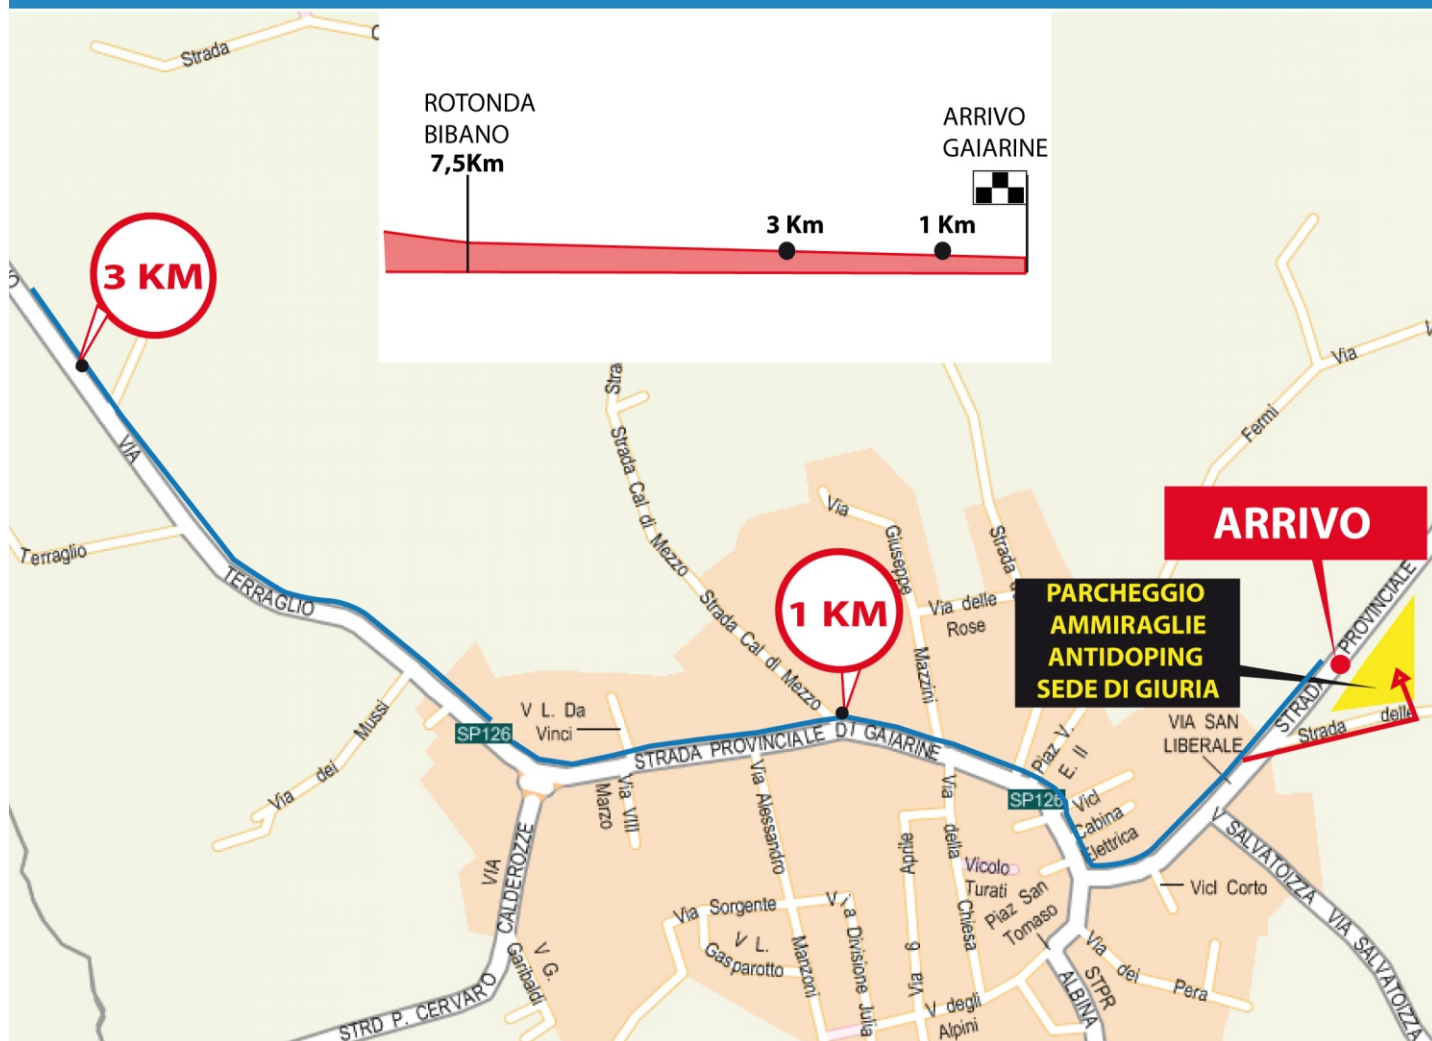 Strada
ROTONDA
BIBANO
7,5Km
ARRIVO
GAIARINE
3 Km
1 Km
3 KM
VIA
Terraglio
TERRAGLIO
Strada Cal di Mezzo
Strada Cal di Mezzo
Via
Giuseppe
Mazzini
Strada
Via delle
Rose
Fermi
Via
ARRIVO
PARCHEGGIO
AMMIRAGLIE
ANTIDOPING
SEDE DI GIURIA
1 KM
STRADA PROVINCIALE
Strada delle
VIA SAN
LIBERALE
SP126
V L. Da
Vinci
Via dei Mussi
STRADA PROVINCIALE DI GAIARINE
Piaz V.
E. II
SP126
Vicl
Cabina
Elettrica
Via VIII
Marzo
Via Alessandro
Manzoni
VIA
CALDEROZZE
Via della Chiesa
Via 9 Aprile
Vicolo
Turati
Piaz San
Tomaso
Vicl Corto
V SALVATOIZZA VIA SALVATOIZZA
Via Sorgente
Via Divisione Julia
V L.
Gasparotto
V G.
Garibaldi
Via dei Pera
STPR
ALBINA
V degli
Alpini
STRD P. CERVARO